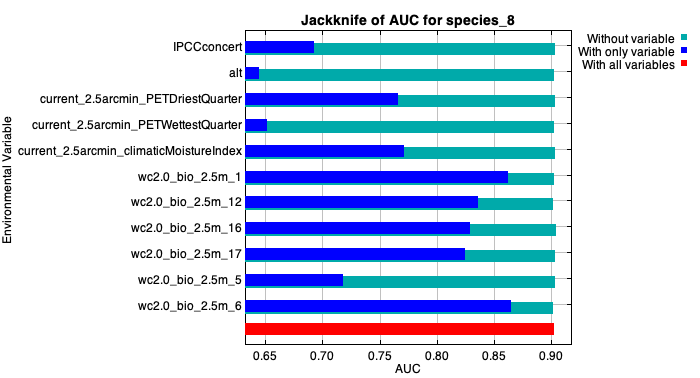 Jackknife of AUC for species_8
Without variable
With only variable
With all variables
Environmental Variable
IPCCconcert
alt
current_2.5arcmin_PETDriestQuarter
current_2.5arcmin_PETWettestQuarter
current_2.5arcmin_climaticMoistureIndex
wc2.0_bio_2.5m_1
wc2.0_bio_2.5m_12
wc2.0_bio_2.5m_16
wc2.0_bio_2.5m_17
wc2.0_bio_2.5m_5
wc2.0_bio_2.5m_6
0.65 0.70 0.75 0.80 0.85 0.90
AUC